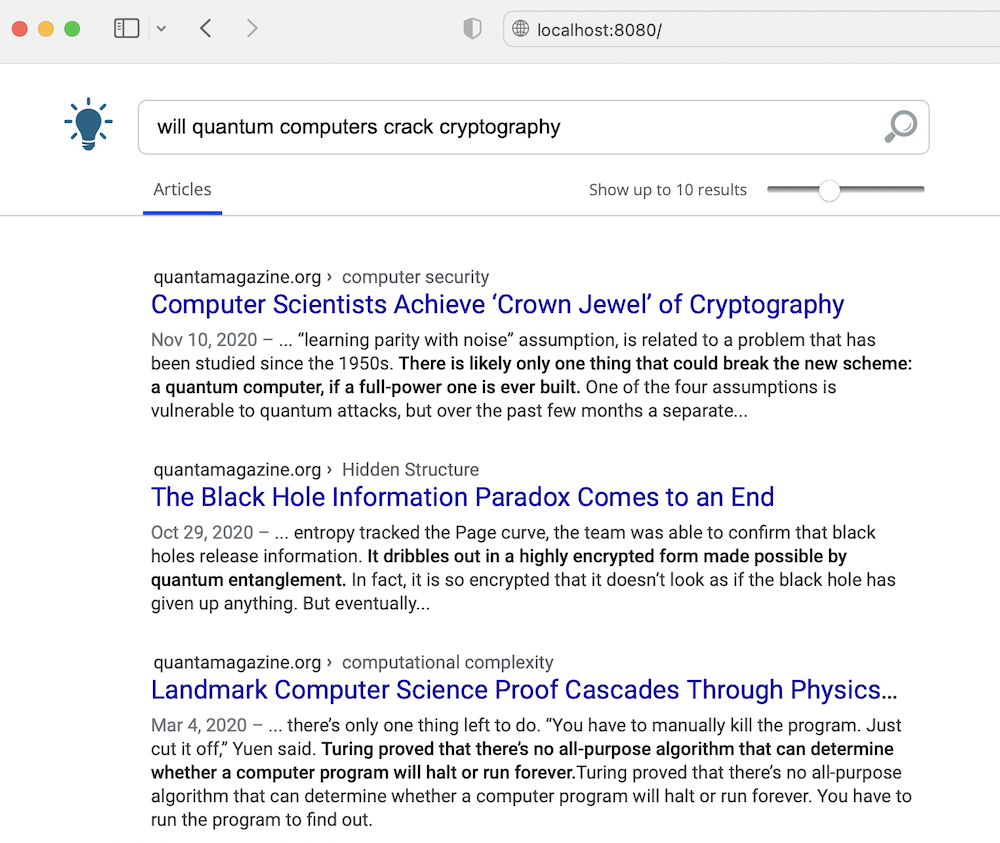 localhost:8080/
will quantum computers crack cryptography
Articles
Show up to 10 results
quantamagazine.org › computer security
Computer Scientists Achieve ‘Crown Jewel’ of Cryptography
Nov 10, 2020 – ... “learning parity with noise” assumption, is related to a problem that has
been studied since the 1950s. There is likely only one thing that could break the new scheme:
a quantum computer, if a full-power one is ever built. One of the four assumptions is
vulnerable to quantum attacks, but over the past few months a separate...
quantamagazine.org › Hidden Structure
The Black Hole Information Paradox Comes to an End
Oct 29, 2020 – ... entropy tracked the Page curve, the team was able to confirm that black
holes release information. It dribbles out in a highly encrypted form made possible by
quantum entanglement. In fact, it is so encrypted that it doesn’t look as if the black hole has
given up anything. But eventually...
quantamagazine.org › computational complexity
Landmark Computer Science Proof Cascades Through Physics...
Mar 4, 2020 – ... there’s only one thing left to do. “You have to manually kill the program. Just
cut it off,” Yuen said. Turing proved that there’s no all-purpose algorithm that can determine
whether a computer program will halt or run forever.Turing proved that there’s no all-purpose
algorithm that can determine whether a computer program will halt or run forever. You have to
run the program to find out.